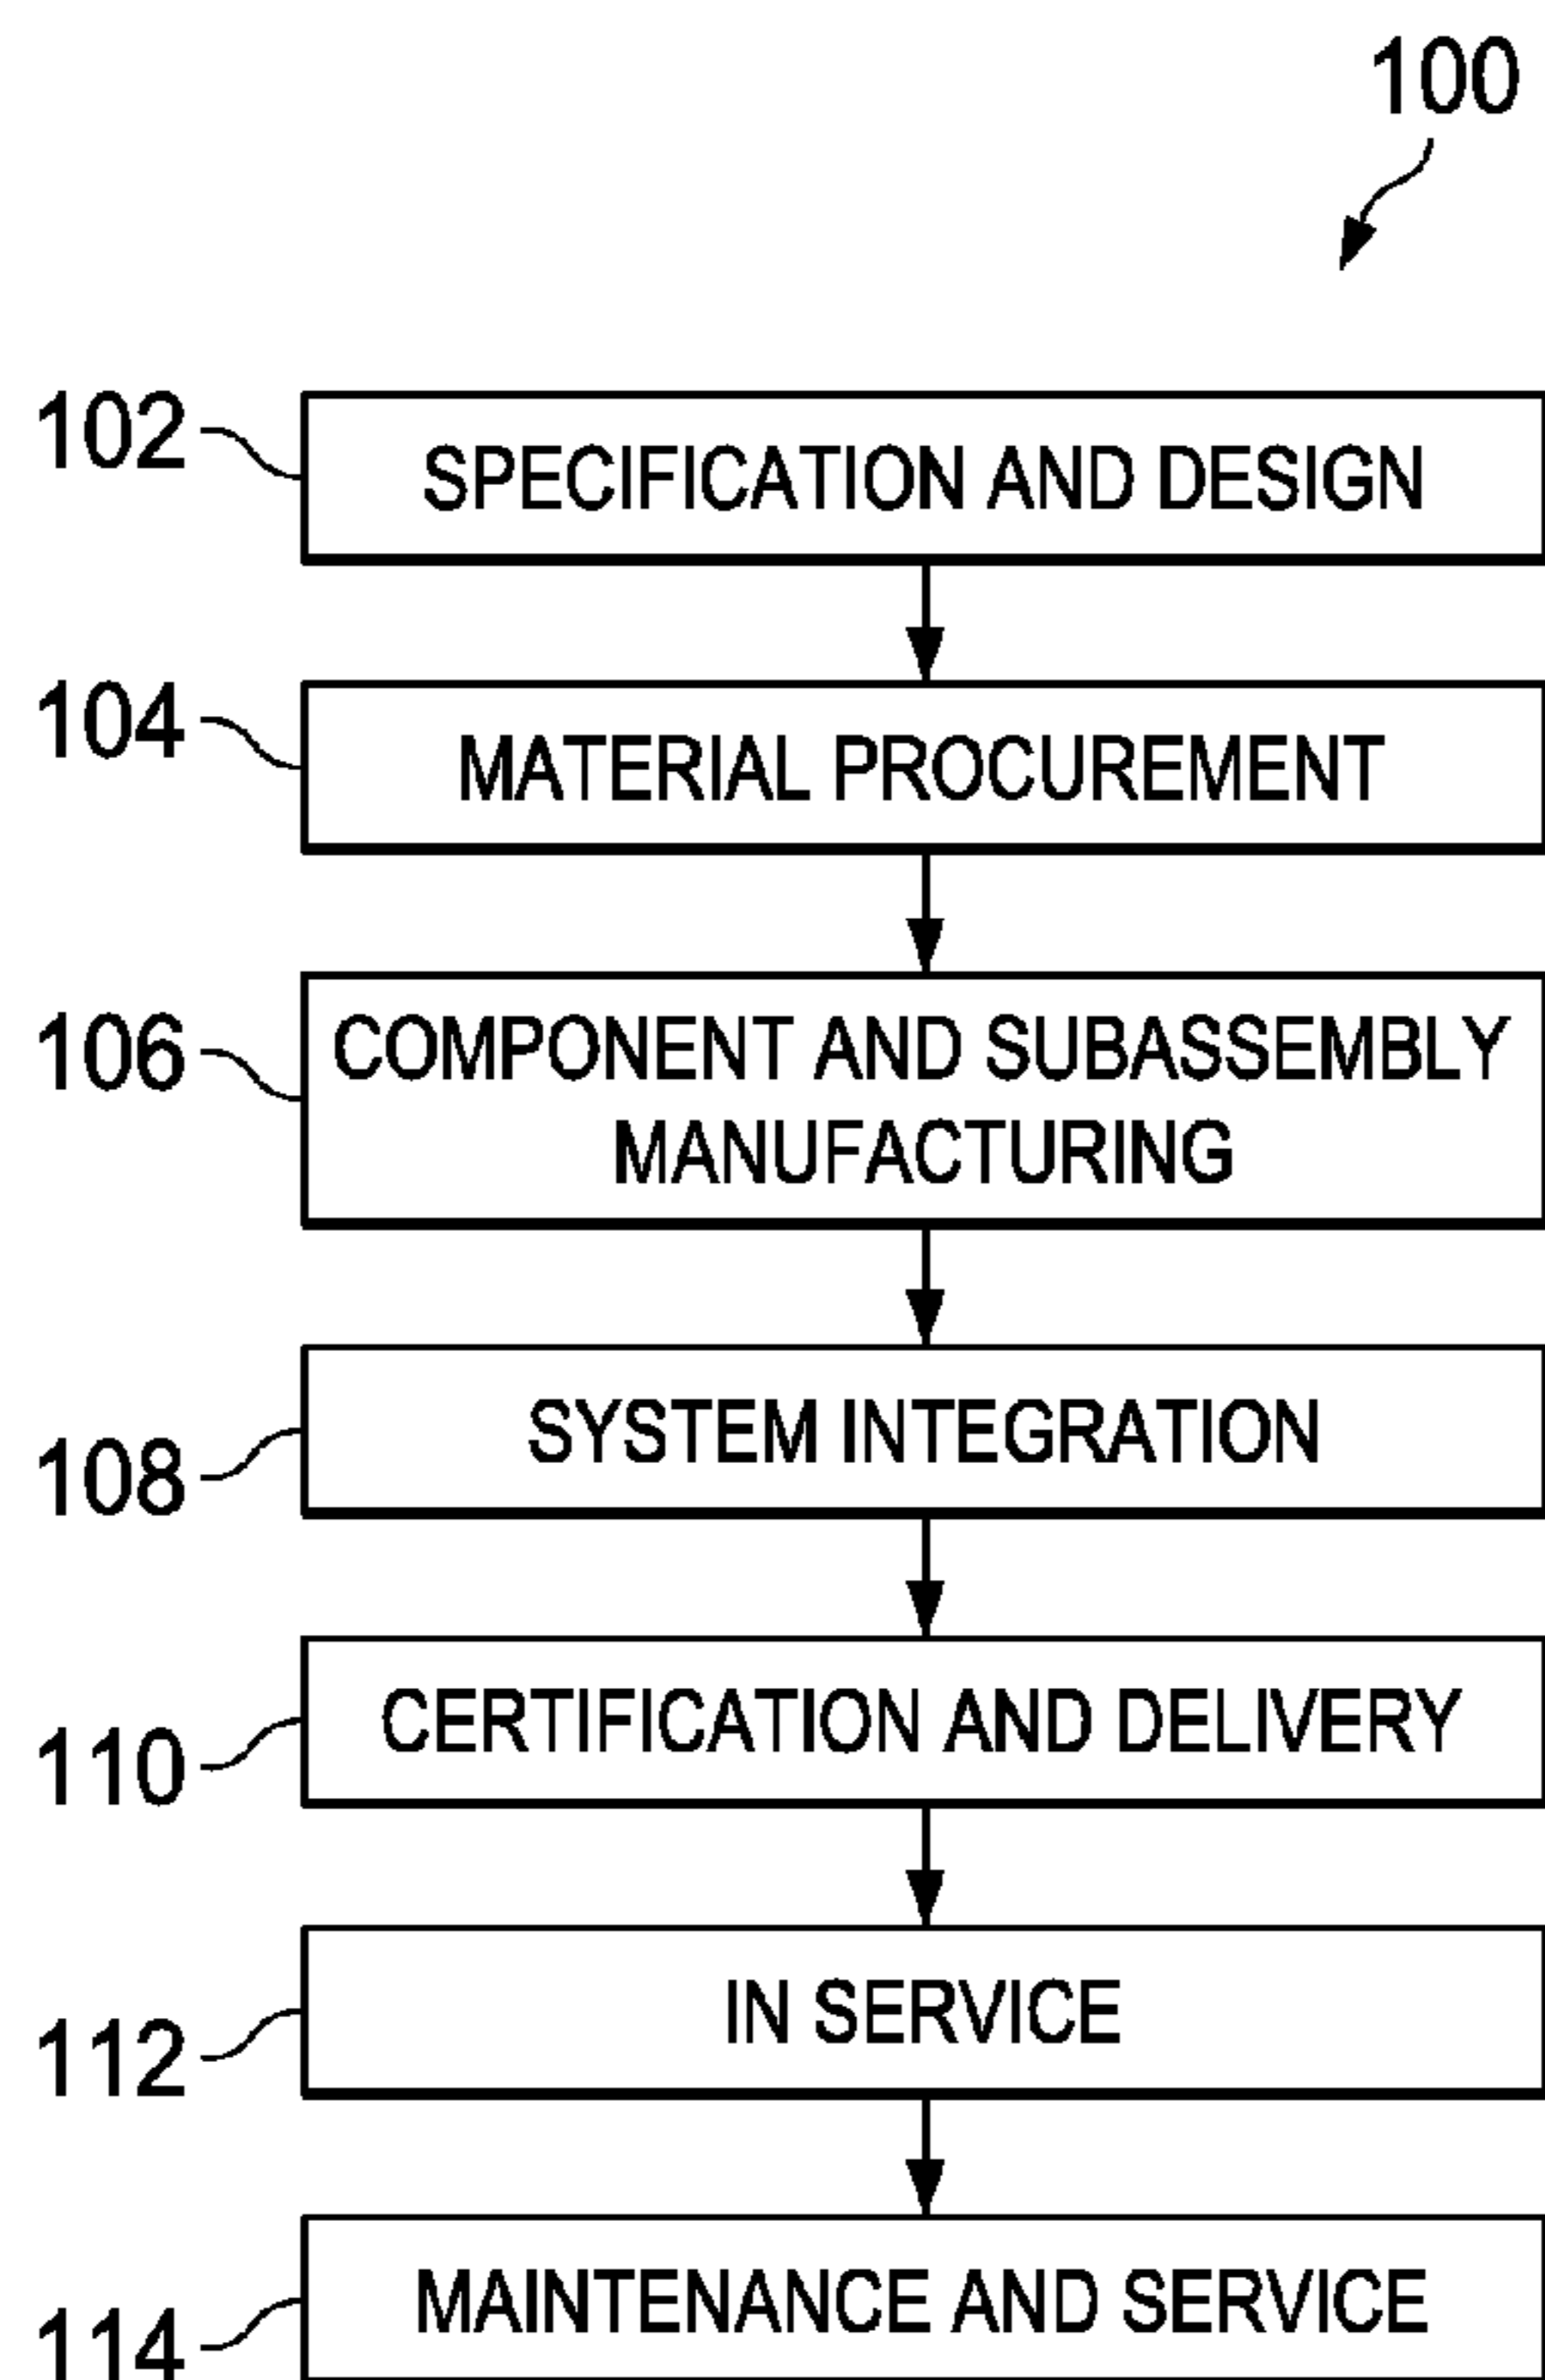 100
102
SPECIFICATION AND DESIGN
104
MATERIAL PROCUREMENT
106
COMPONENT AND SUBASSEMBLY
MANUFACTURING
108
SYSTEM INTEGRATION
110
CERTIFICATION AND DELIVERY
112
IN SERVICE
114
MAINTENANCE AND SERVICE